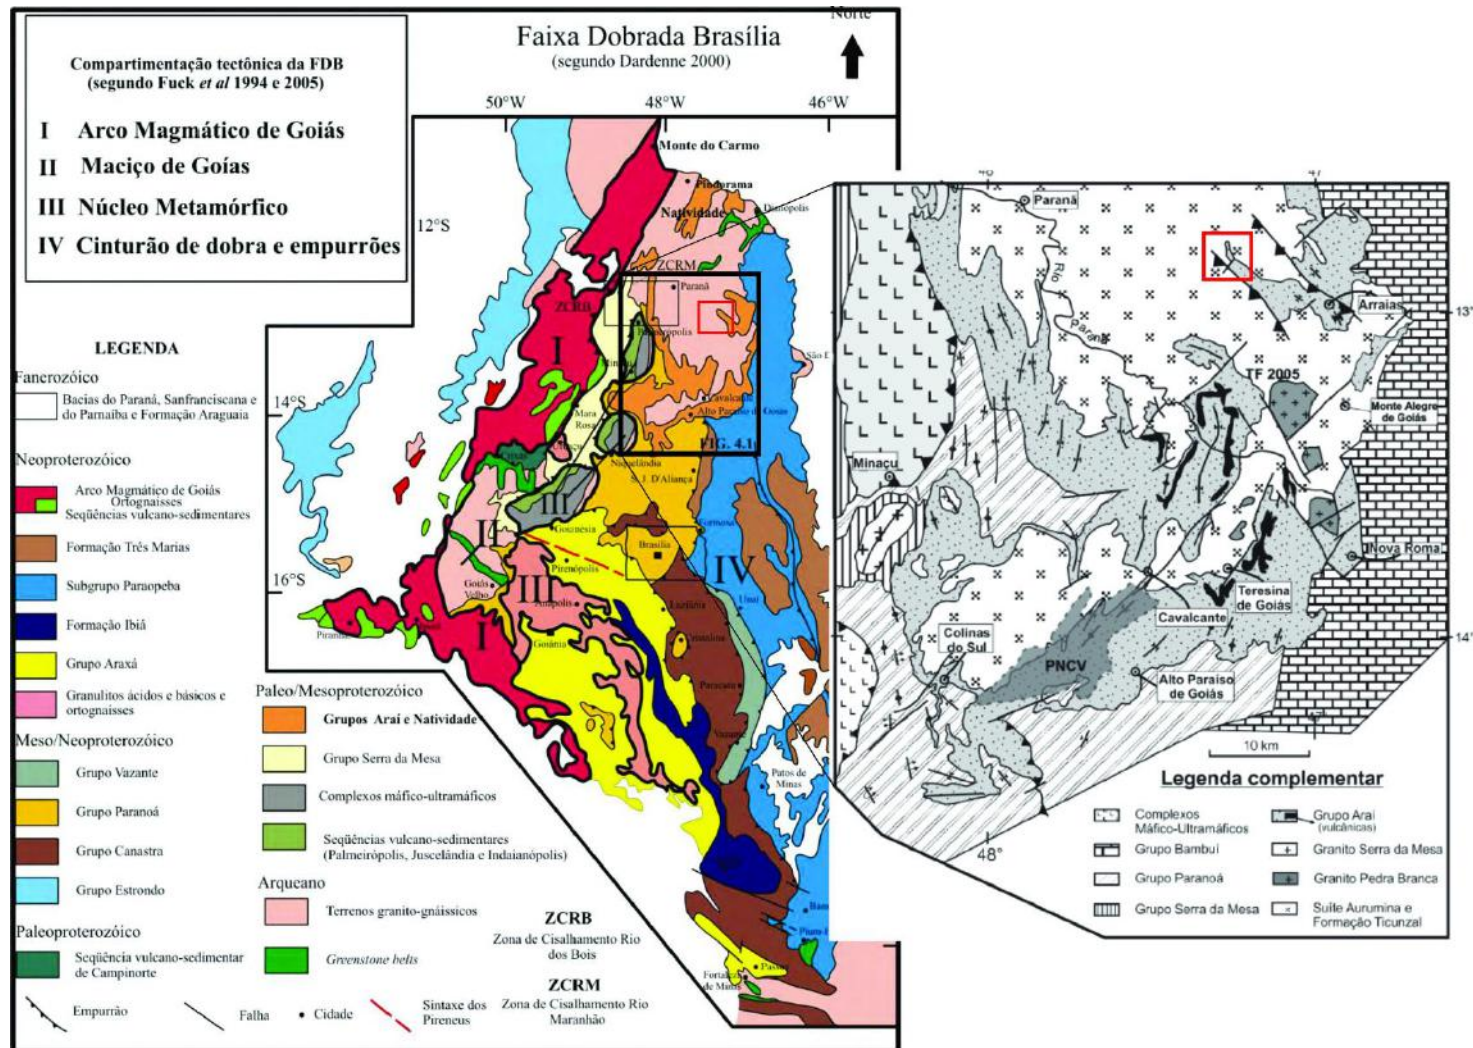 Norte
Faixa Dobrada Brasília
(segundo Dardenne 2000)
Compartimentação tectônica da FDB
(segundo Fuck et al 1994 e 2005)
I Arco Magmático de Goiás
II Maciço de Goías
III Núcleo Metamórfico
IV Cinturão de dobra e empurrões
50°W
48°W
46°W
12°S
14°S
16°S
Monte do Carmo
Pindorama
Natividade
Dianópolis
ZCRM
Paranã
ZCRB
Palmeirópolis
I
Mara
Rosa
Cavalcante
Alto Paraíso de Goiás
FIG. 4.1
Niquelândia
S. J. D'Aliança
III
II
Goianésia
Formosa
Brasília
IV
Pirenópolis
Goiás
Velho
III
Anápolis
Luziânia
Unaí
I
Goiânia
Cristalina
Paracatu
Vazante
Patos de
Minas
Passos
Fortaleza
de Minas
LEGENDA
Fanerozóico
Bacias do Paraná, Sanfranciscana e
do Parnaíba e Formação Araguaia
Neoproterozóico
Arco Magmático de Goiás
Ortognaisses
Seqüências vulcano-sedimentares
Formação Três Marias
Subgrupo Paraopeba
Formação Ibiá
Grupo Araxá
Granulitos ácidos e básicos e
ortognaisses
Meso/Neoproterozóico
Grupo Vazante
Grupo Paranoá
Grupo Canastra
Grupo Estrondo
Paleoproterozóico
Seqüência vulcano-sedimentar
de Campinorte
Paleo/Mesoproterozóico
Grupos Araí e Natividade
Grupo Serra da Mesa
Complexos máfico-ultramáficos
Seqüências vulcano-sedimentares
(Palmeirópolis, Juscelândia e Indaianópolis)
Arqueano
Terrenos granito-gnáissicos
Greenstone belts
ZCRB
Zona de Cisalhamento Rio
dos Bois
ZCRM
Zona de Cisalhamento Rio
Maranhão
Empurrão
Falha
Cidade
Sintaxe dos
Pireneus
47
Paranã
Rio
Paranã
13°
Arraias
TF 2005
Monte Alegre
de Goiás
Minaçu
Nova Roma
Teresina
de Goiás
Cavalcante
Colinas
do Sul
PNCV
Alto Paraíso
de Goiás
14°
47
10 km
48°
Legenda complementar
Complexos
Máfico-Ultramáficos
Grupo Bambuí
Grupo Paranoá
Grupo Serra da Mesa
Grupo Araí
(vulcânicas)
Granito Serra da Mesa
Granito Pedra Branca
Suíte Aurumina e
Formação Ticunzal